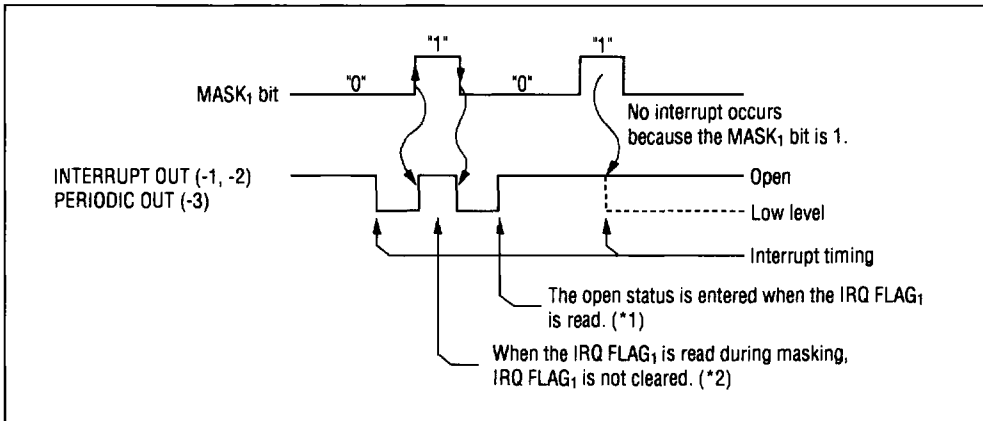 "1"
"1"
"0"
"0"
MASK₁ bit
No interrupt occurs
because the MASK₁ bit is 1.
INTERRUPT OUT (-1, -2)
PERIODIC OUT (-3)
Open
Low level
Interrupt timing
The open status is entered when the IRQ FLAG₁
is read. (*1)
When the IRQ FLAG₁ is read during masking,
IRQ FLAG₁ is not cleared. (*2)